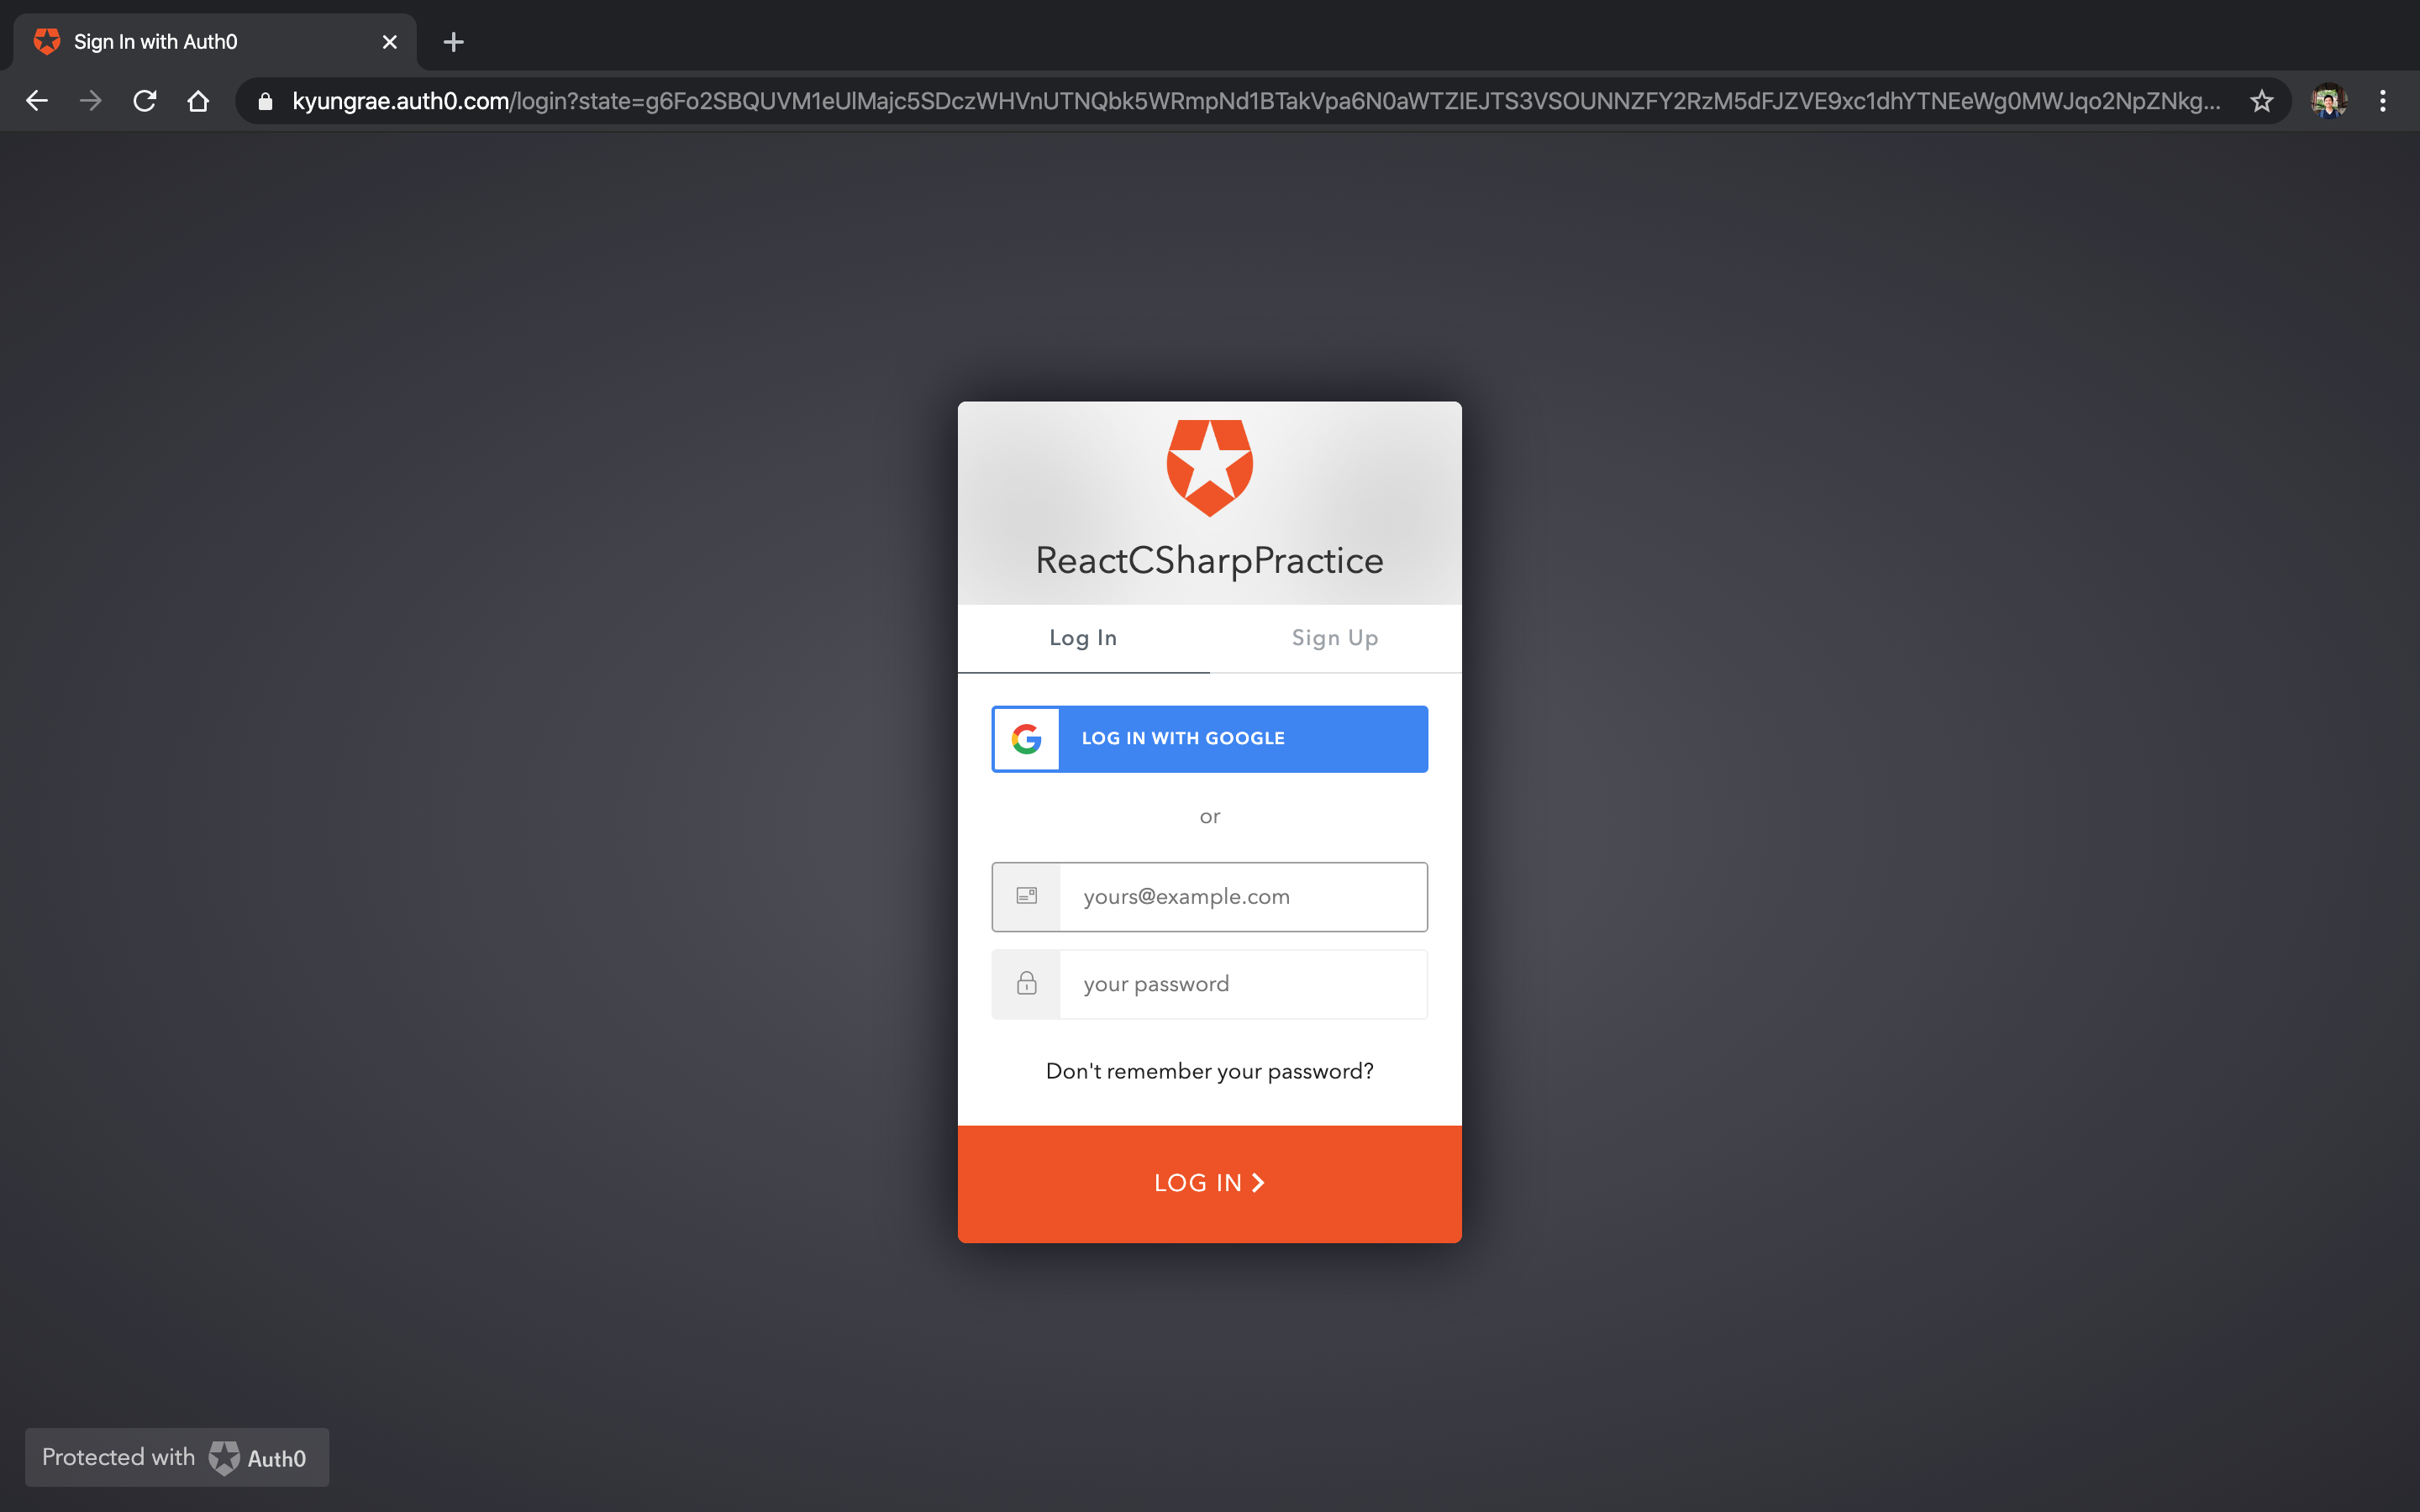 Sign In with Auth0
kyungrae.auth0.com/login?state=g6Fo2SBQUVM1eUlMajc5SDczWHVnUTNQbk5WRmpNd1BTakVpa6N0aWTZIEJTS3VSOUNNZFY2RzM5dFJZVE9xc1dhYTNEeWg0MWJqo2NpZNkg...
ReactCSharpPractice
Log In
Sign Up
LOG IN WITH GOOGLE
or
yours@example.com
your password
Don't remember your password?
LOG IN
Protected with Auth0